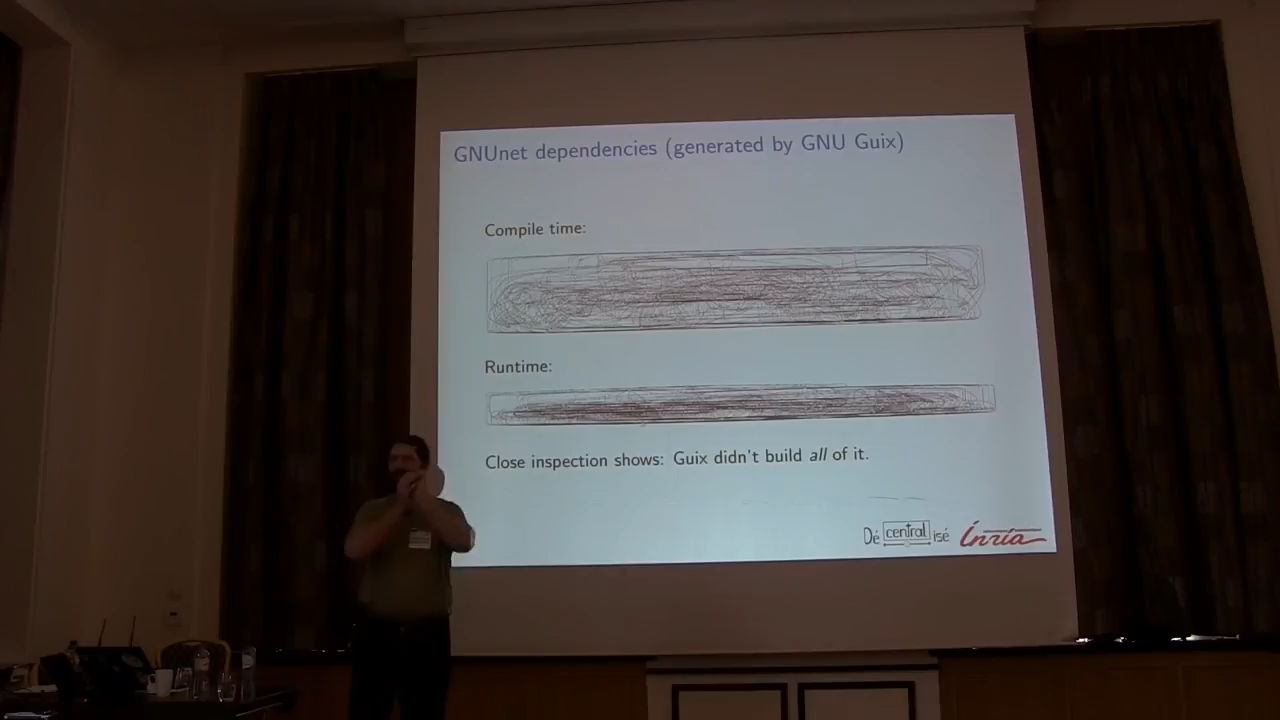 GNUnet dependencies (generated by GNU Guix)
Compile time:
Runtime:
Close inspection shows: Guix didn't build all of it.
Dé central isé Inria